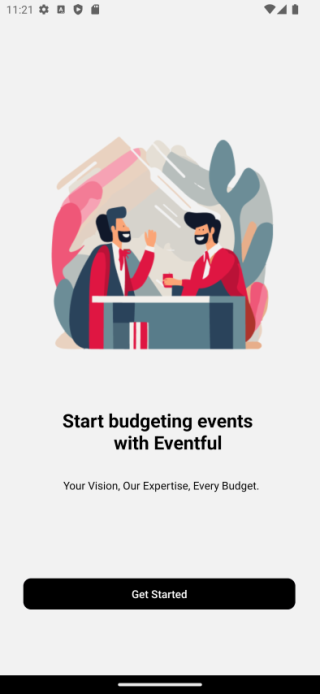 11:21
Start budgeting events
with Eventful
Your Vision, Our Expertise, Every Budget.
Get Started